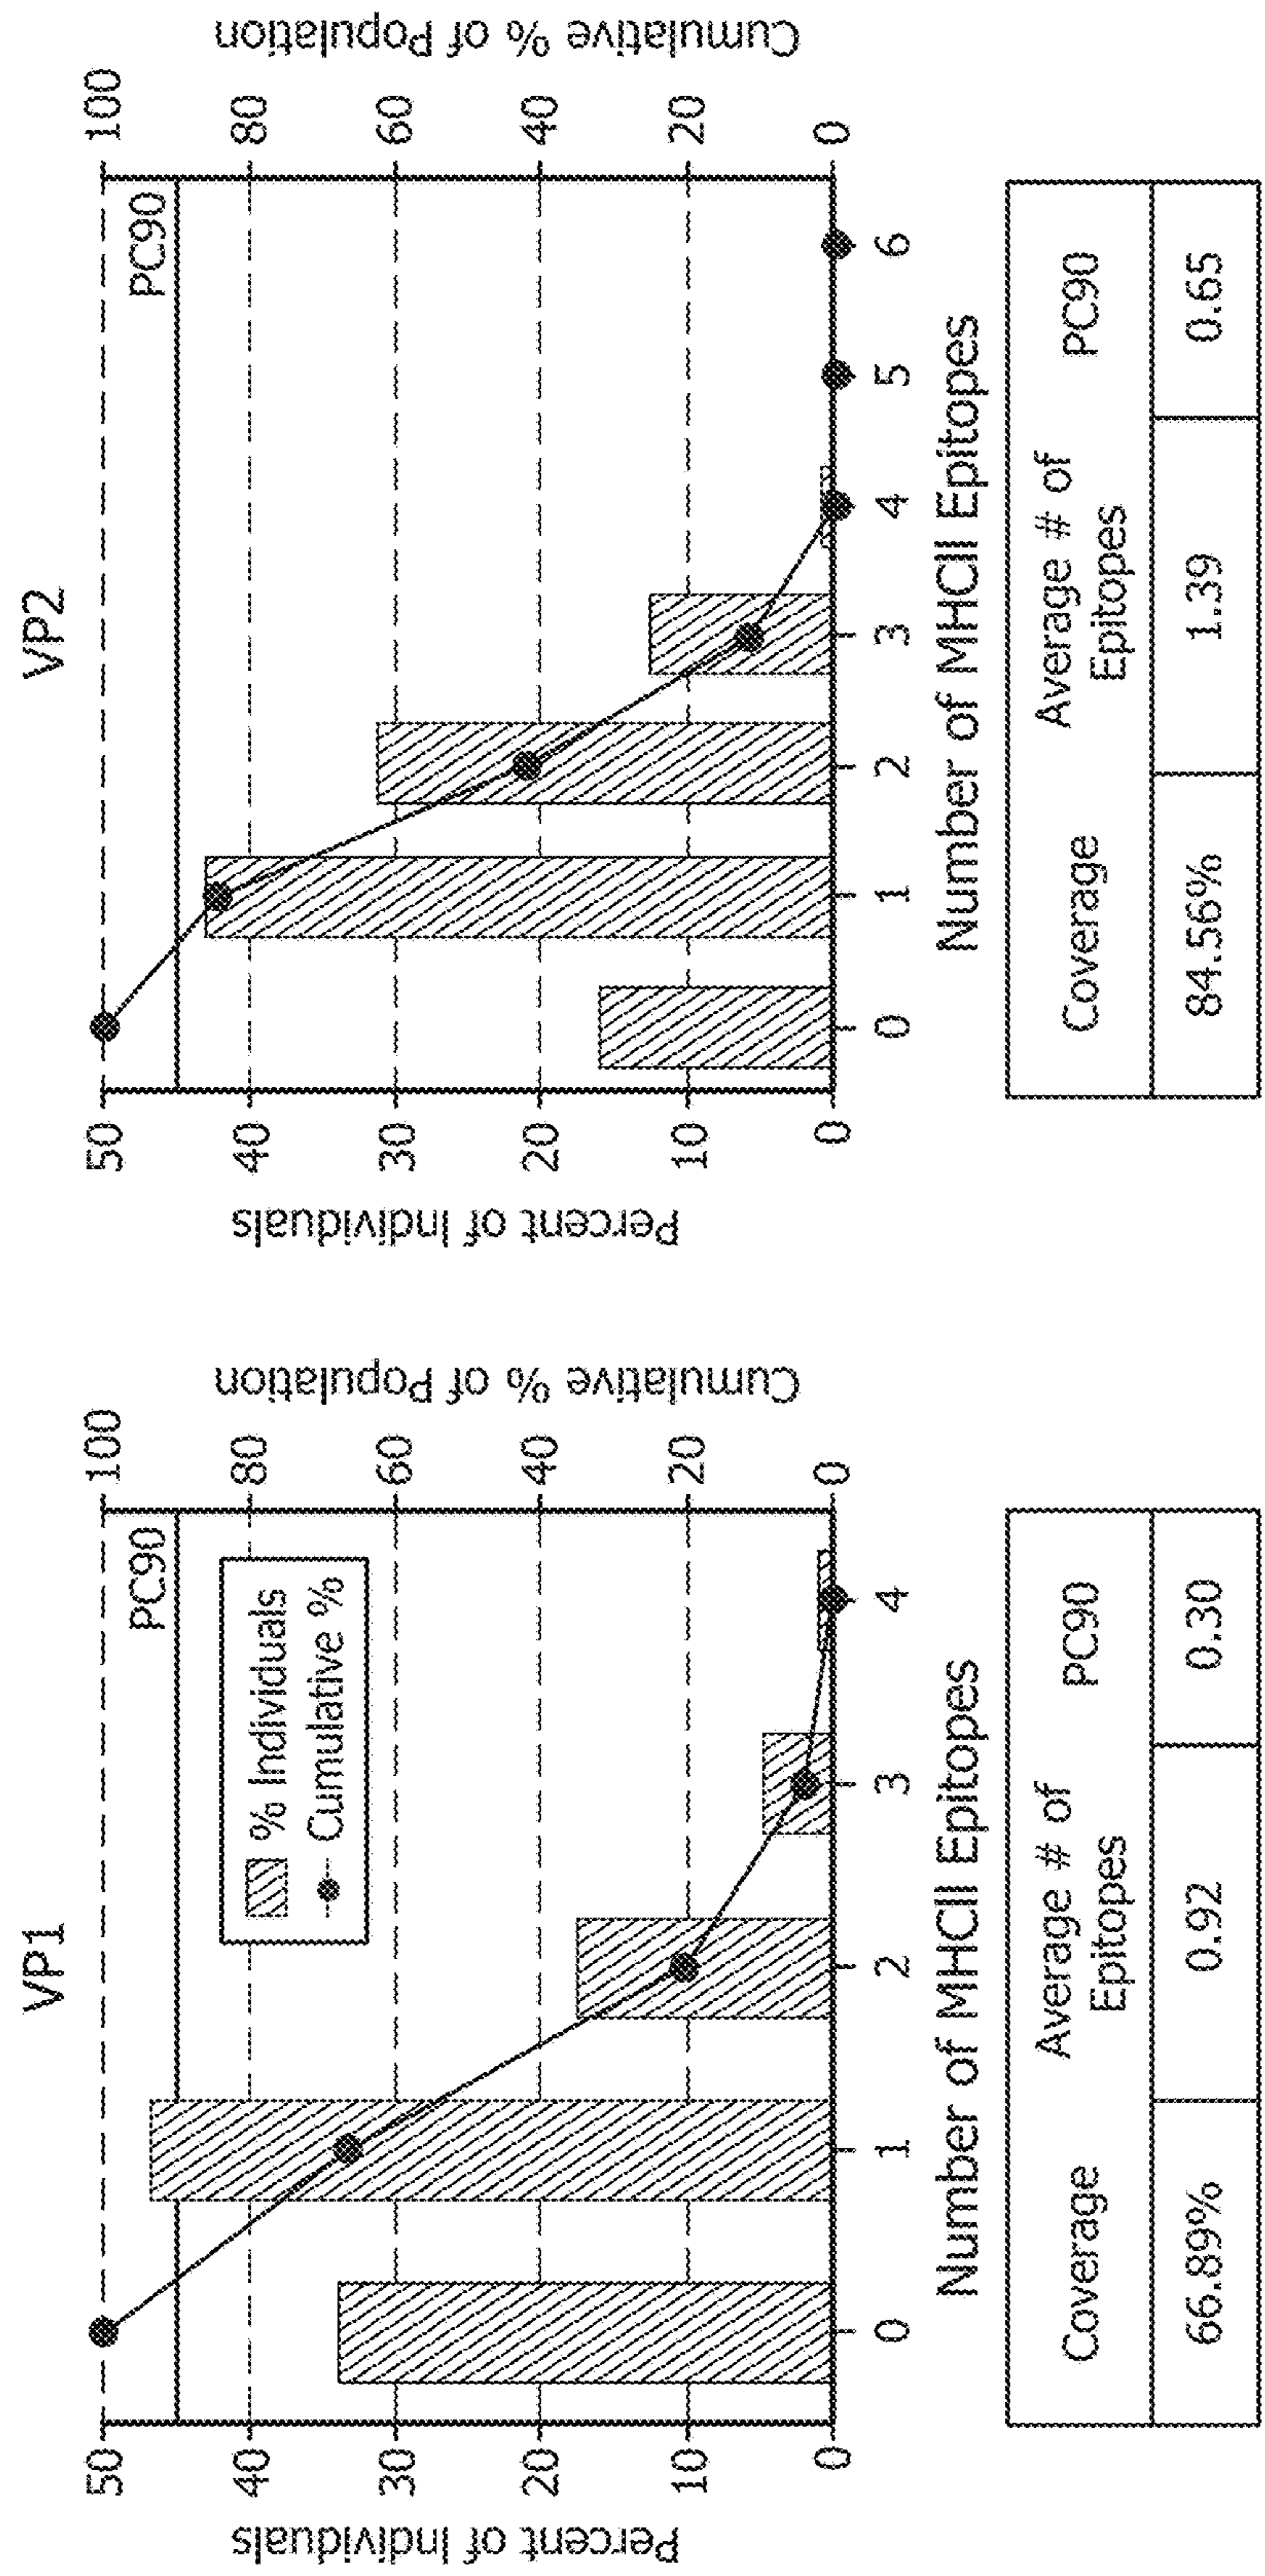 VP1
Percent of Individuals
50
40
30
20
10
0
PC90
% Individuals
Cumulative %
100
80
60
40
20
0
Cumulative % of Population
0 1 2 3 4
Number of MHCII Epitopes
Coverage Average # of Epitopes PC90
66.89% 0.92 0.30
VP2
Percent of Individuals
50
40
30
20
10
0
PC90
100
80
60
40
20
0
Cumulative % of Population
0 1 2 3 4 5 6
Number of MHCII Epitopes
Coverage Average # of Epitopes PC90
84.56% 1.39 0.65